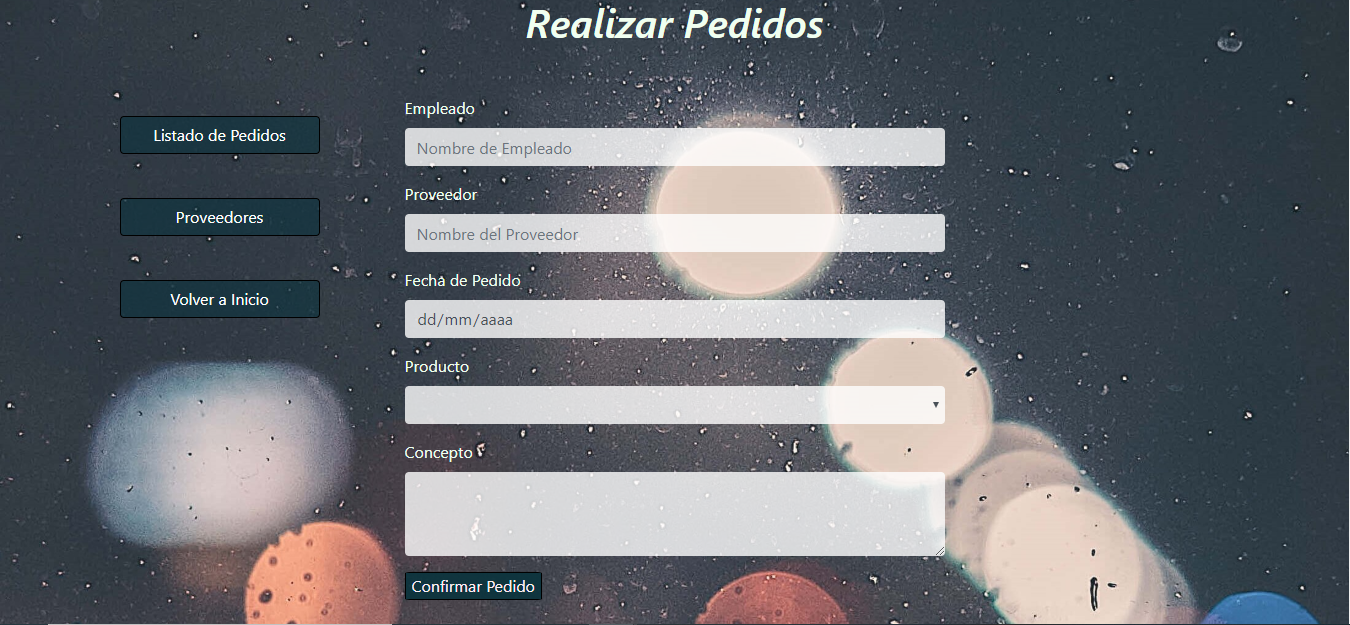 Realizar Pedidos
Listado de Pedidos
Proveedores
Volver a Inicio
Empleado
Nombre de Empleado
Proveedor
Nombre del Proveedor
Fecha de Pedido
dd/mm/aaaa
Producto
Concepto
Confirmar Pedido